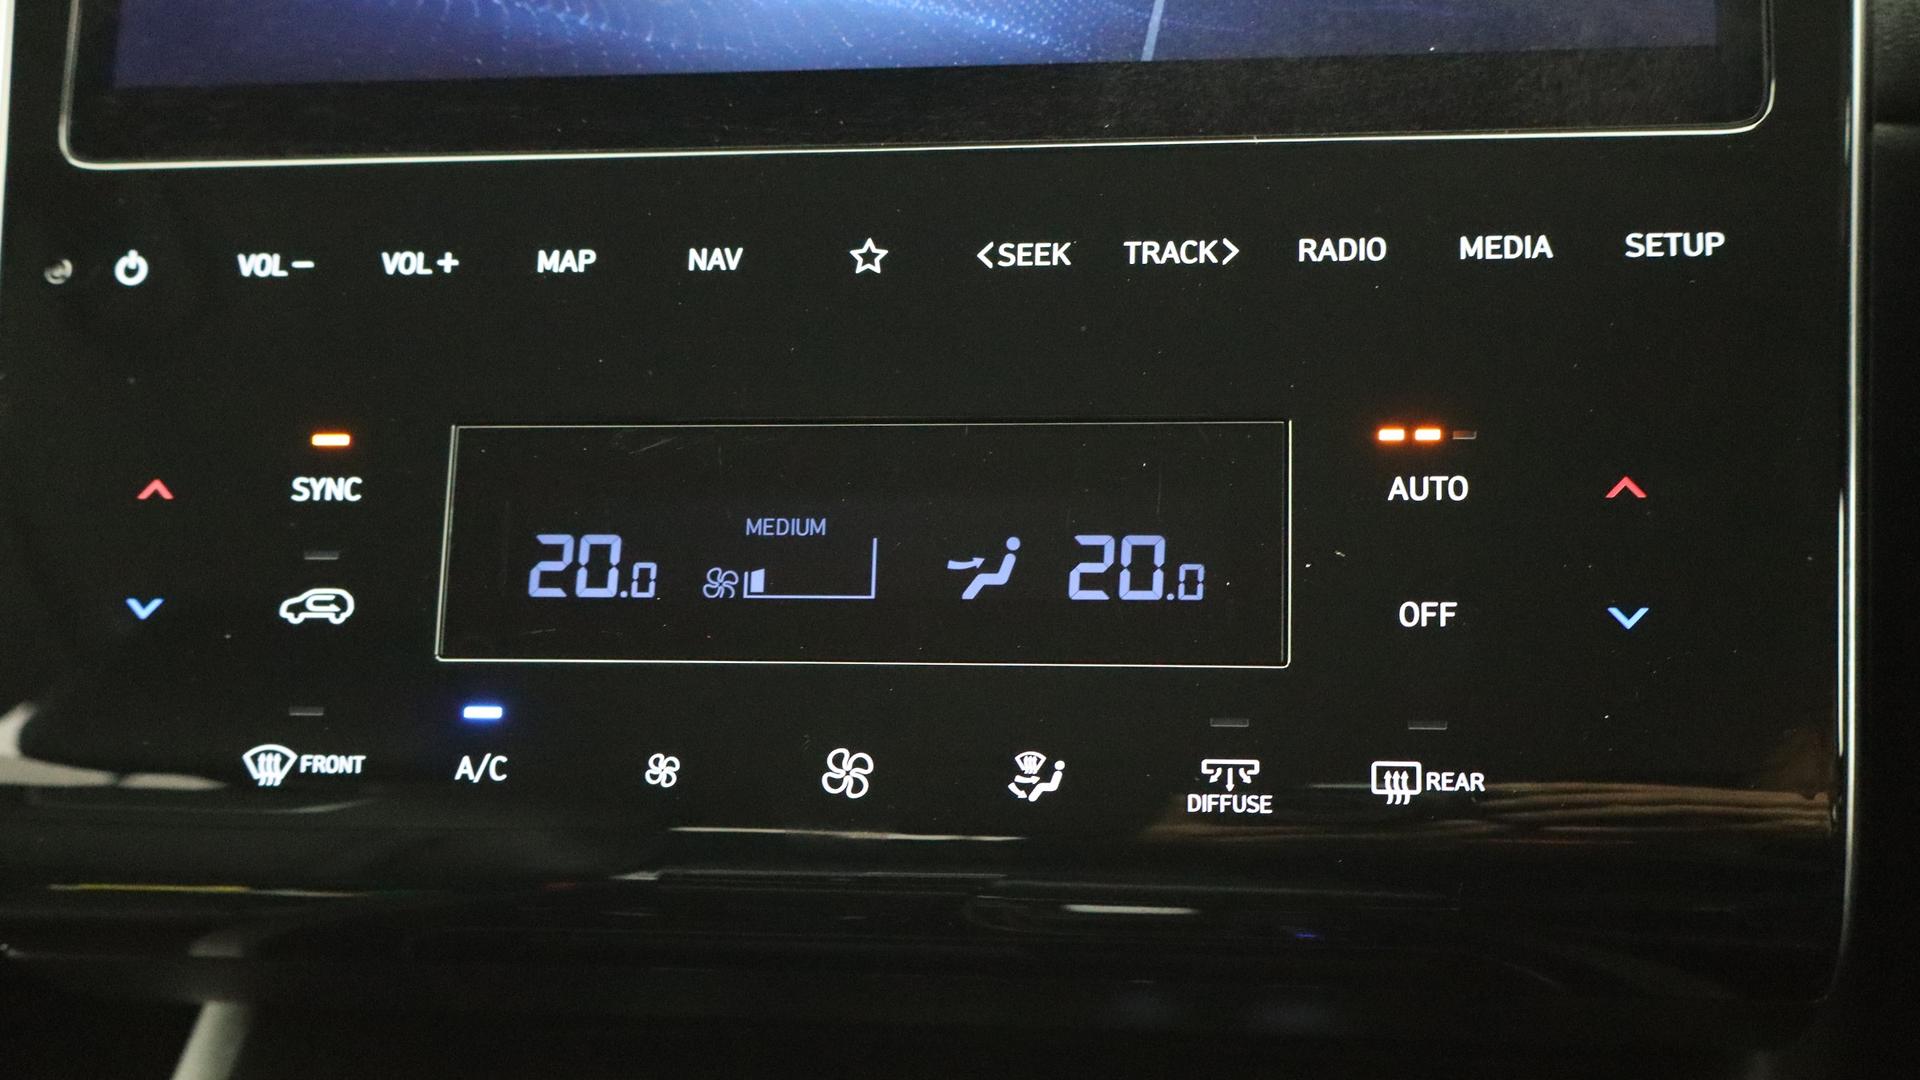 VOL− VOL+ MAP NAV <SEEK TRACK> RADIO MEDIA SETUP
SYNC AUTO
MEDIUM
20.0 20.0
OFF
FRONT A/C DIFFUSE REAR